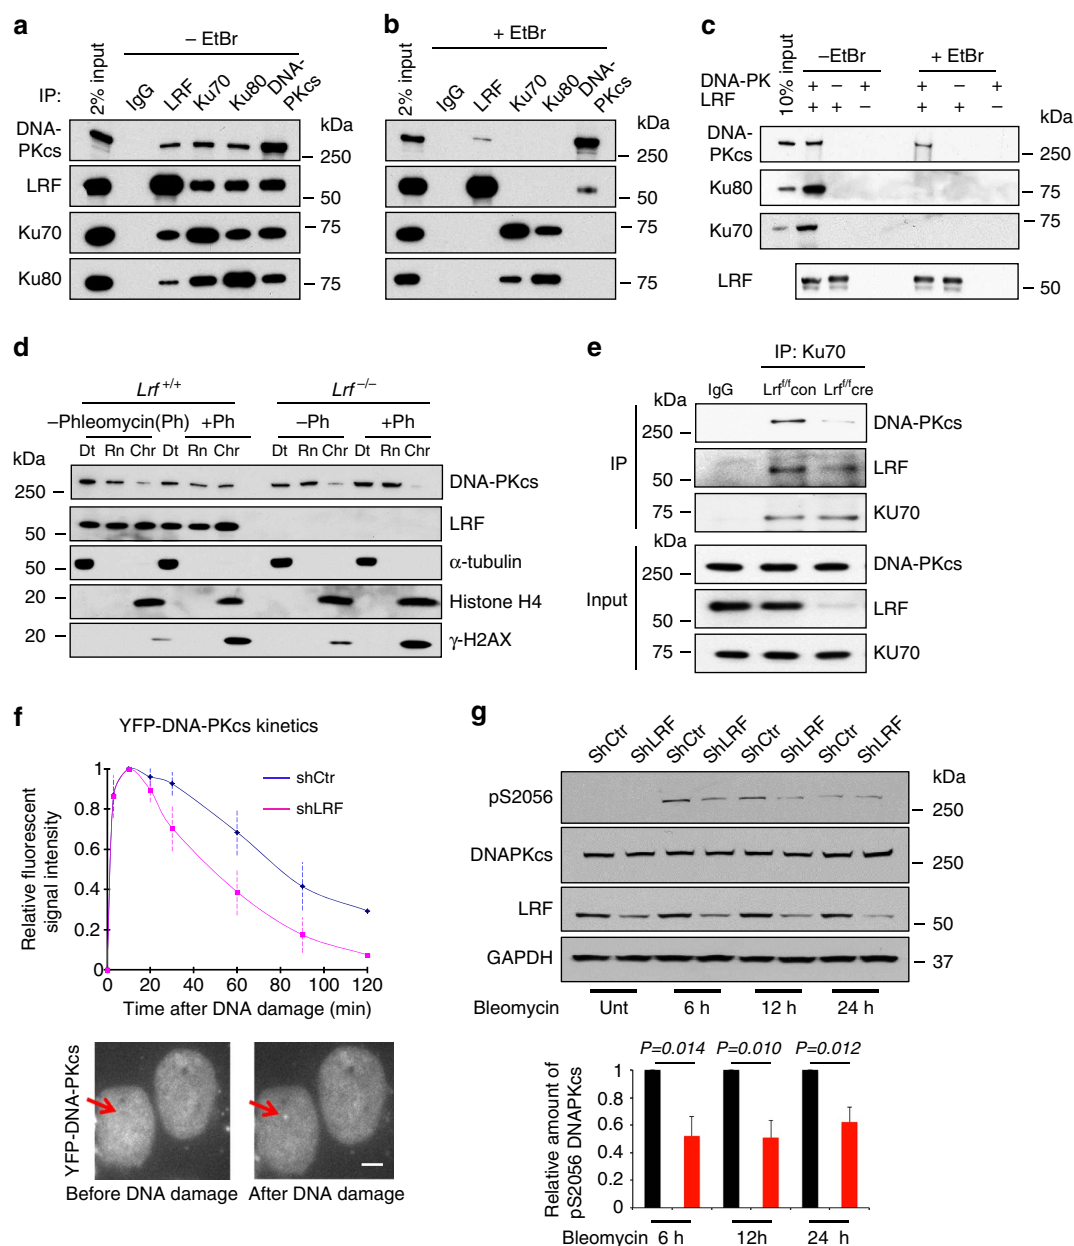 a
– EtBr
2% input
IgG
LRF
Ku70
Ku80
DNA-
PKcs
IP:
kDa
DNA-
PKcs
250
LRF
50
Ku70
75
Ku80
75
b
+ EtBr
2% input
IgG
LRF
Ku70
Ku80
DNA-
PKcs
kDa
250
50
75
75
c
10% input
–EtBr
+ EtBr
DNA-PK + – + + – +
LRF + + – + + –
kDa
DNA-
PKcs
250
Ku80
75
Ku70
75
LRF
50
d
Lrf +/+
Lrf –/–
–Phleomycin(Ph)
+Ph
–Ph
+Ph
kDa
Dt Rn Chr Dt Rn Chr Dt Rn Chr Dt Rn Chr
250
DNA-PKcs
50
LRF
50
α-tubulin
20
Histone H4
20
γ-H2AX
e
IP: Ku70
kDa
IgG
Lrf f/f con
Lrf f/f cre
IP
250
DNA-PKcs
50
LRF
75
KU70
kDa
Input
250
DNA-PKcs
50
LRF
75
KU70
f
YFP-DNA-PKcs kinetics
shCtr
shLRF
Relative fluorescent
signal intensity
1
0.8
0.6
0.4
0.2
0
0 20 40 60 80 100 120
Time after DNA damage (min)
YFP-DNA-PKcs
Before DNA damage
After DNA damage
g
ShCtr
ShLRF
ShCtr
ShLRF
ShCtr
ShLRF
ShCtr
ShLRF
kDa
pS2056
250
DNAPKcs
250
LRF
50
GAPDH
37
Bleomycin Unt 6 h 12 h 24 h
P=0.014 P=0.010 P=0.012
Relative amount of
pS2056 DNAPKcs
1
0.8
0.6
0.4
0.2
0
Bleomycin 6 h 12h 24 h